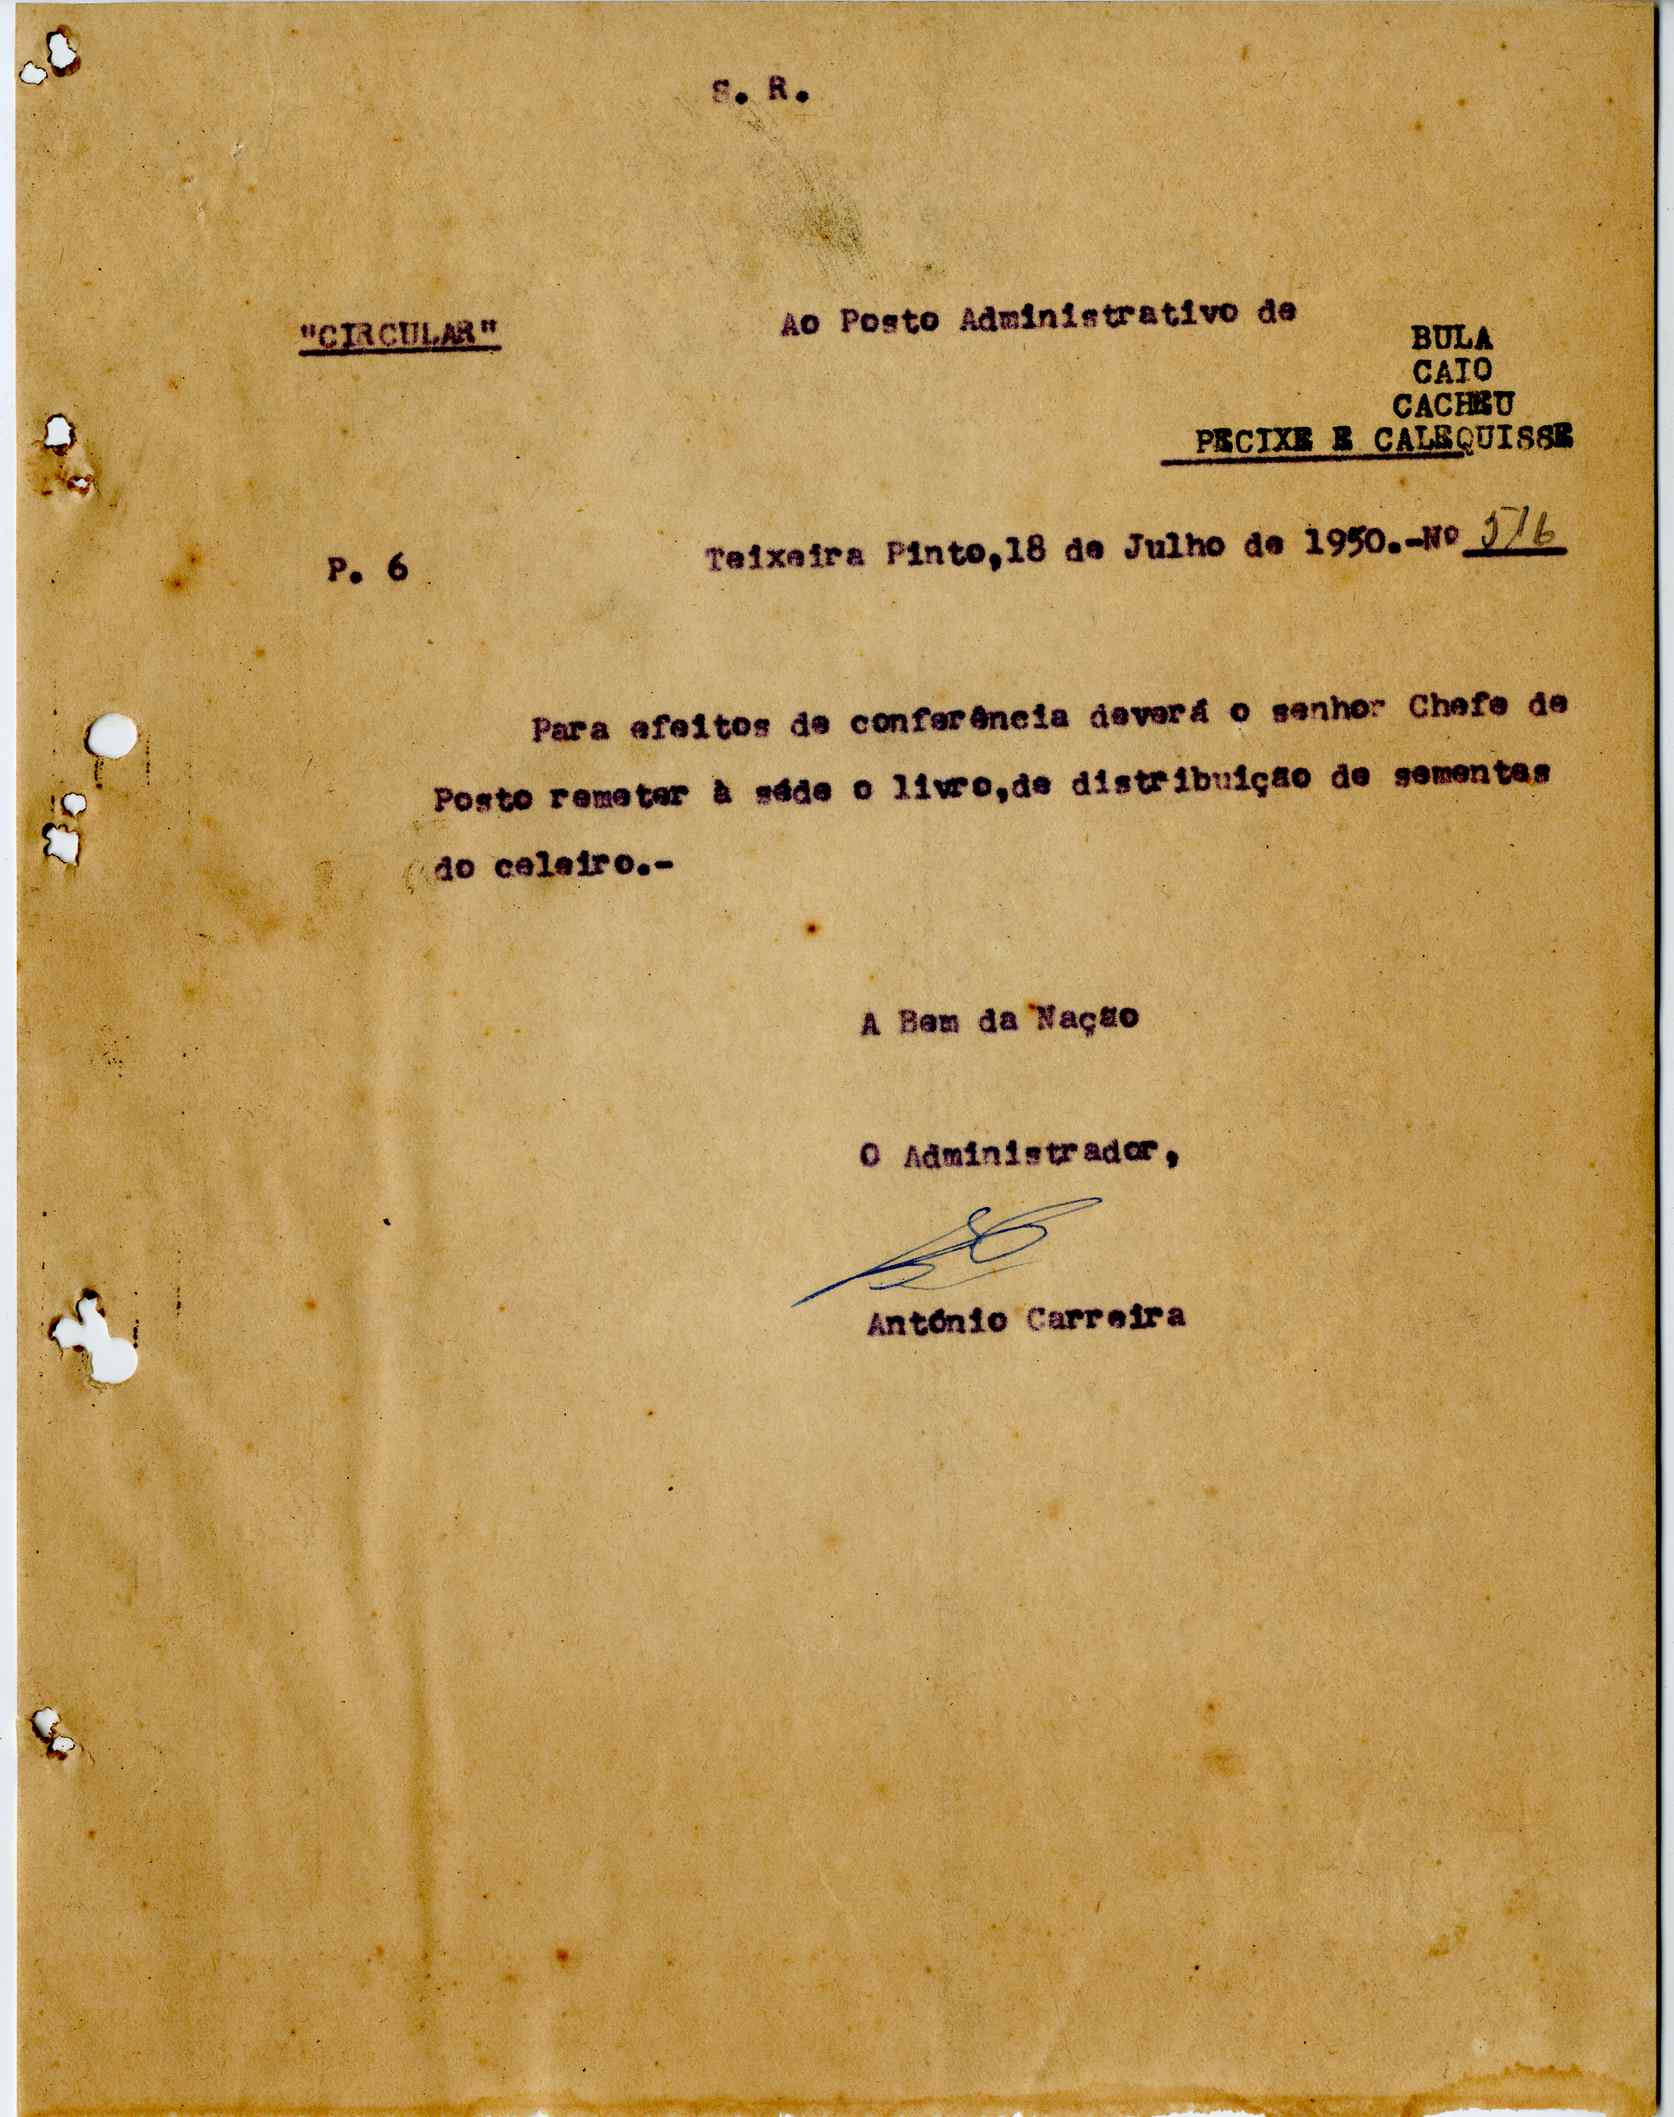 S. R.
"CIRCULAR"
Ao Posto Administrativo de
BULA
CAIO
CACHEU
PECIXE E CALEQUISSE
P. 6
Teixeira Pinto,18 de Julho de 1950.-Nº 516
Para efeitos de conferência deverá o senhor Chefe de
Posto remeter à séde o livro,de distribuição de sementes
do celeiro.-
A Bem da Nação
O Administrador,
António Carreira